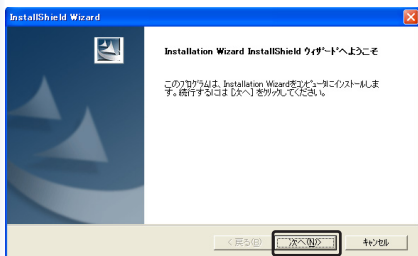 InstallShield Wizard
Installation Wizard InstallShield ウィザードへようこそ
このプログラムは、Installation Wizardをコンピュータにインストールしま
す。続行するには [次へ] をクリックしてください。
< 戻る(B) 次へ(N) > キャンセル